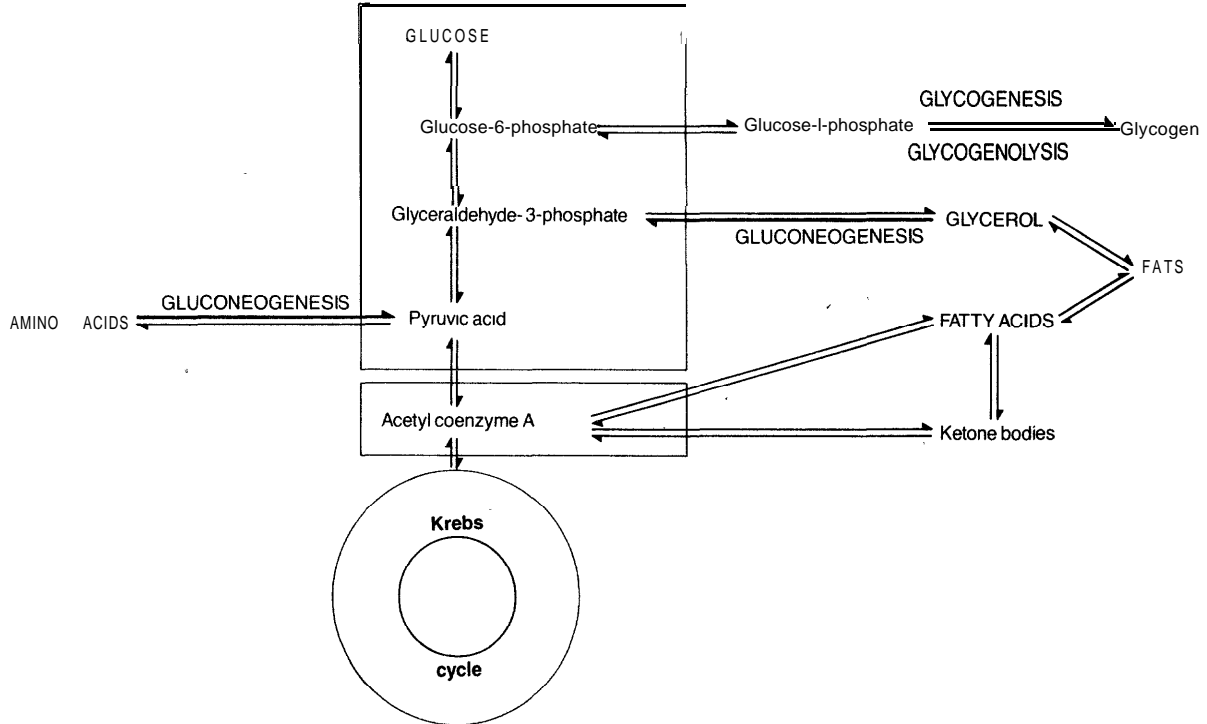 GLUCOSE
GLYCOGENESIS
Glucose-6-phosphate
Glucose-l-phosphate
Glycogen
GLYCOGENOLYSIS
Glyceraldehyde-3-phosphate
GLYCEROL
GLUCONEOGENESIS
FATS
GLUCONEOGENESIS
AMINO ACIDS
Pyruvic acid
FATTY ACIDS
Acetyl coenzyme A
Ketone bodies
Krebs
cycle